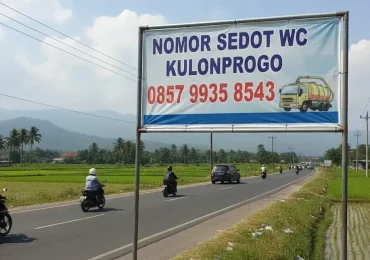 NOMOR SEDOT WC
KULONPROGO
0857 9935 8543